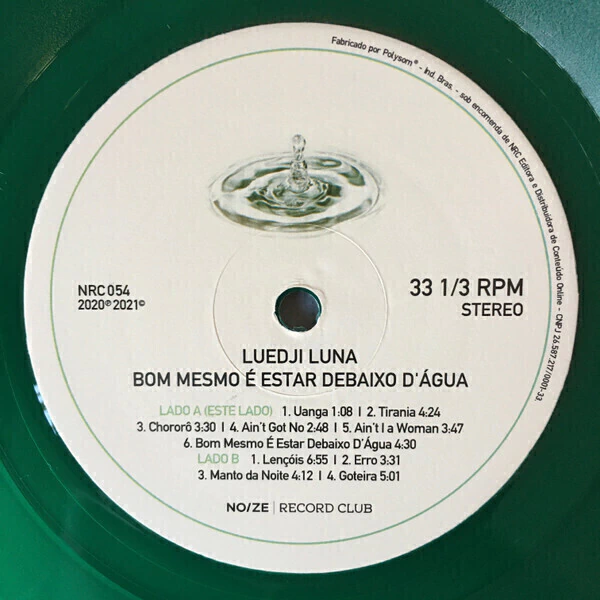 Fabricado por Polysom® - Ind. Bras. - sob encomenda de NRC Editora e Distribuidora de Conteúdo Online - CNPJ 26.587.217/0001-33.
NRC054
2020℗2021©
33 1/3 RPM
STEREO
LUEDJI LUNA
BOM MESMO É ESTAR DEBAIXO D'ÁGUA
LADO A (ESTE LADO) 1. Uanga 1:08 | 2. Tirania 4:24
3. Chororô 3:30 | 4. Ain't Got No 2:48 | 5. Ain't I a Woman 3:47
6. Bom Mesmo É Estar Debaixo D'Água 4:30
LADO B 1. Lençóis 6:55 | 2. Erro 3:31
3. Manto da Noite 4:12 | 4. Goteira 5:01
NO/ZE | RECORD CLUB